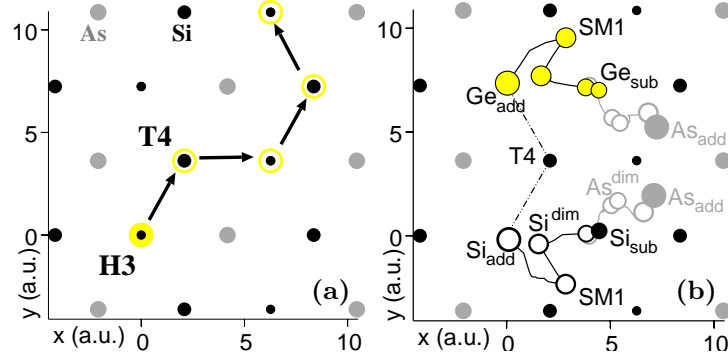 10
As
Si
T4
5
H3
0
(a)
y (a.u.)
x (a.u.)
0
5
10
10
SM1
Ge_sub
Ge_add
As_add
5
T4
As^dim
As_add
Si^dim
0
Si_add
Si_sub
SM1
(b)
y (a.u.)
x (a.u.)
0
5
10